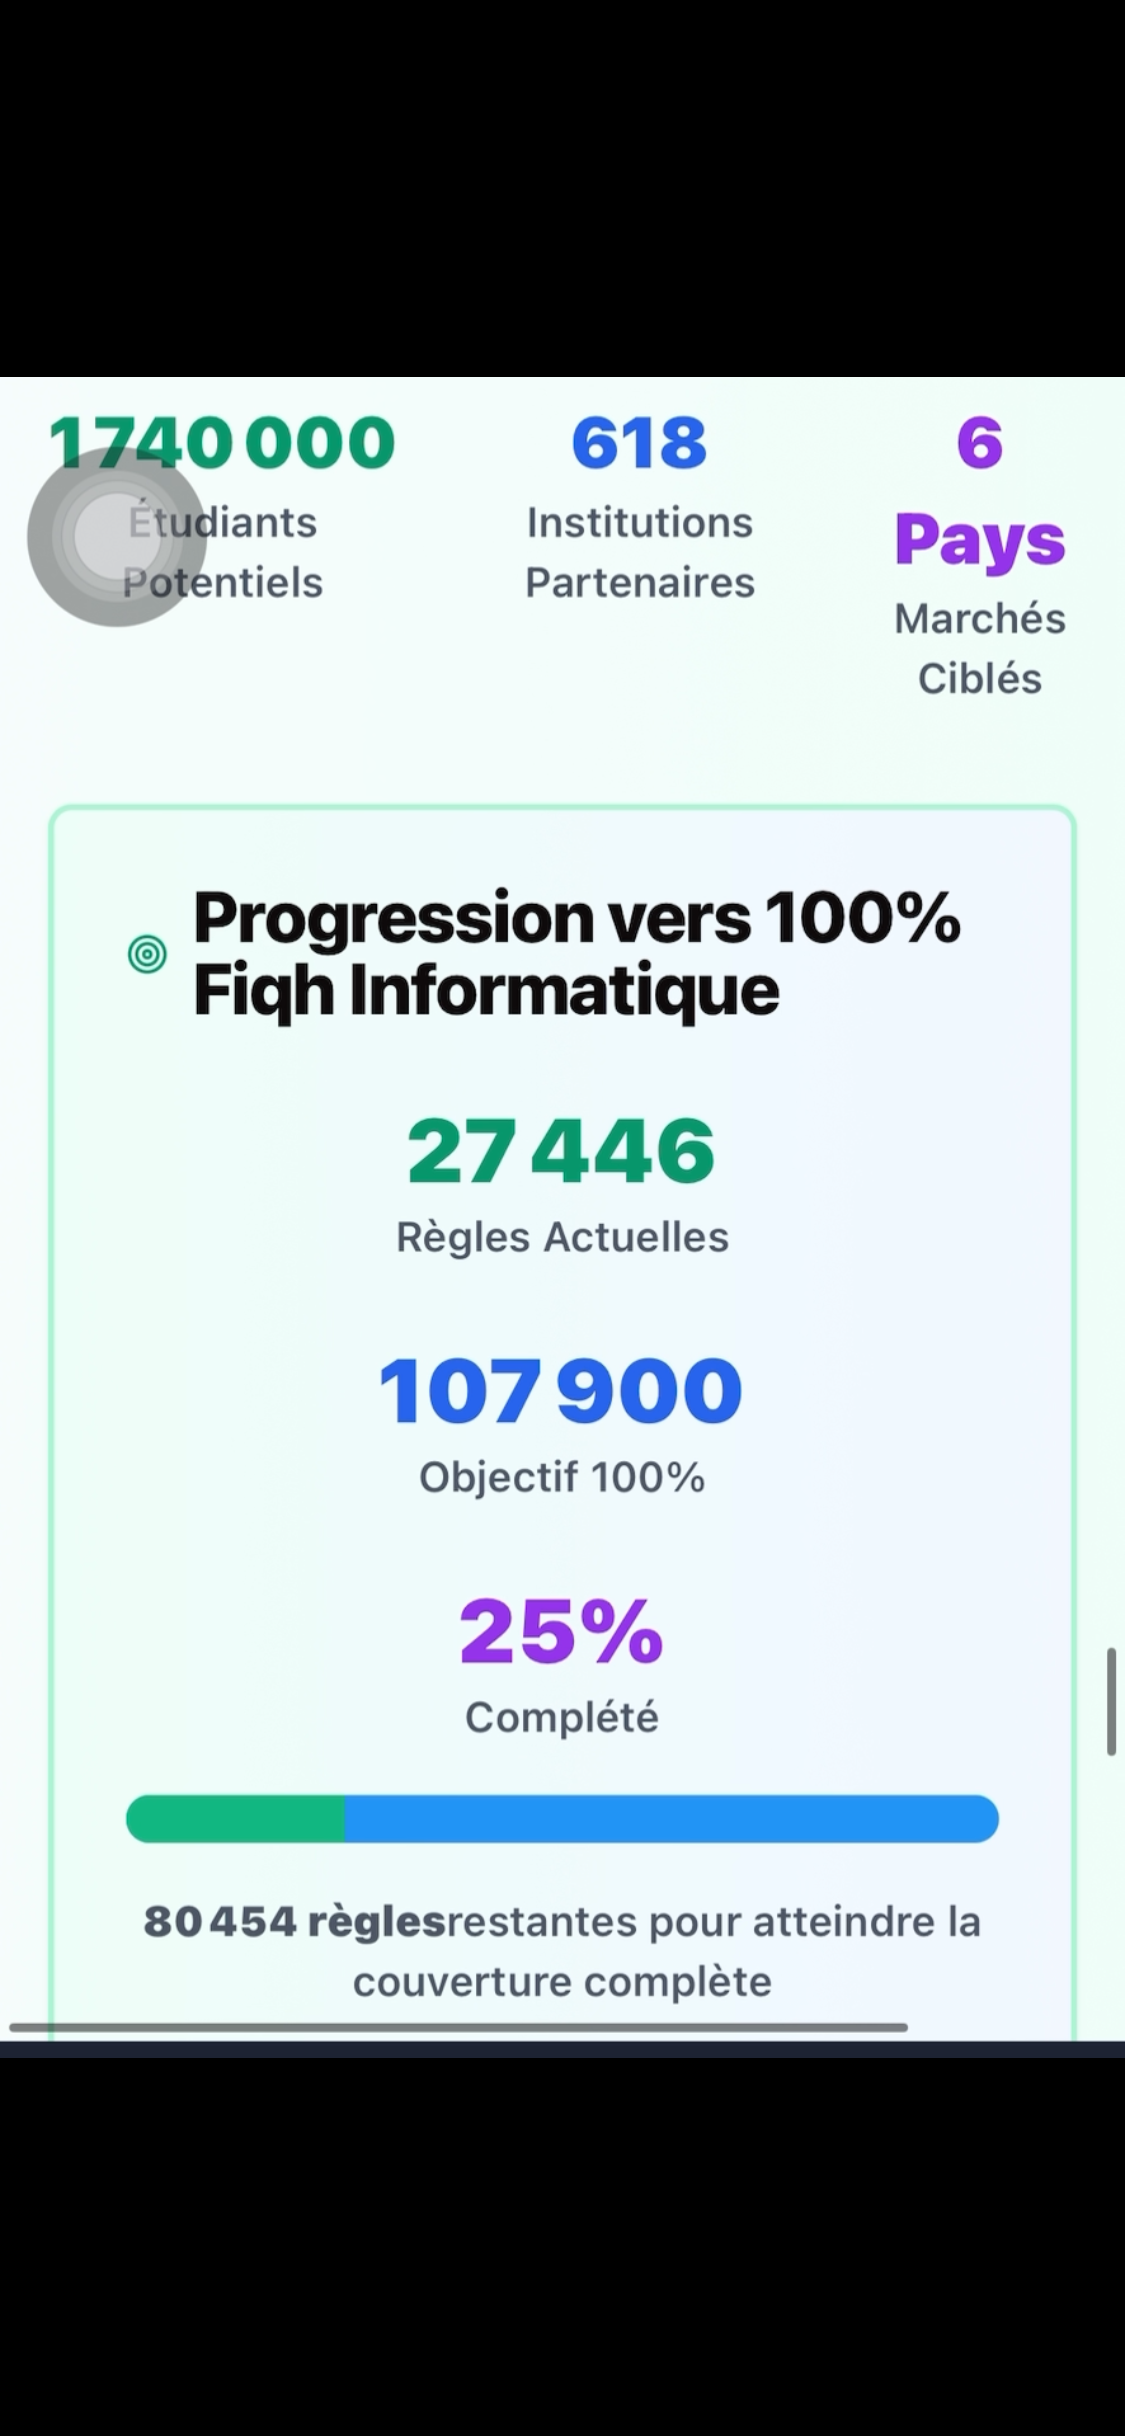 1 740 000
Étudiants
Potentiels
618
Institutions
Partenaires
6
Pays
Marchés
Ciblés
Progression vers 100%
Fiqh Informatique
27 446
Règles Actuelles
107 900
Objectif 100%
25%
Complété
80 454 règlesrestantes pour atteindre la
couverture complète